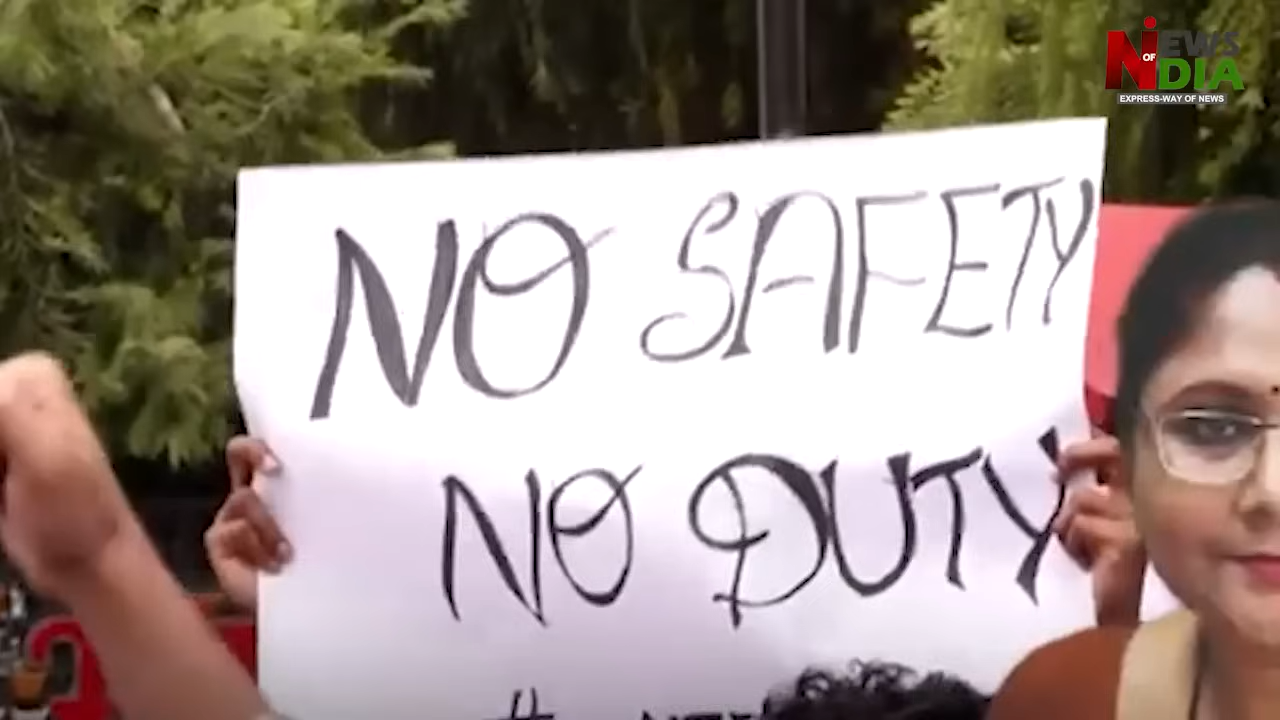 NEWS OF INDIA
EXPRESS-WAY OF NEWS
NO SAFETY
NO DUTY
#